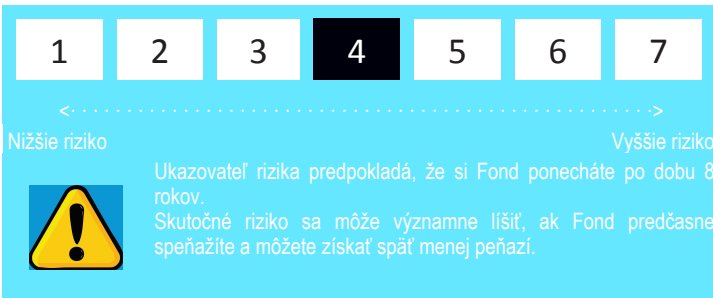 1 2 3 4 5 6 7
<· · · · · · · · · · · · · · · · · · · · · · · · · · · · · · · · · · · · · · · · · · · · · · · · · · · · · · · ·>
Nižšie riziko Vyššie riziko
Ukazovateľ rizika predpokladá, že si Fond ponecháte po dobu 8
rokov.
Skutočné riziko sa môže významne líšiť, ak Fond predčasne
speňažíte a môžete získať späť menej peňazí.